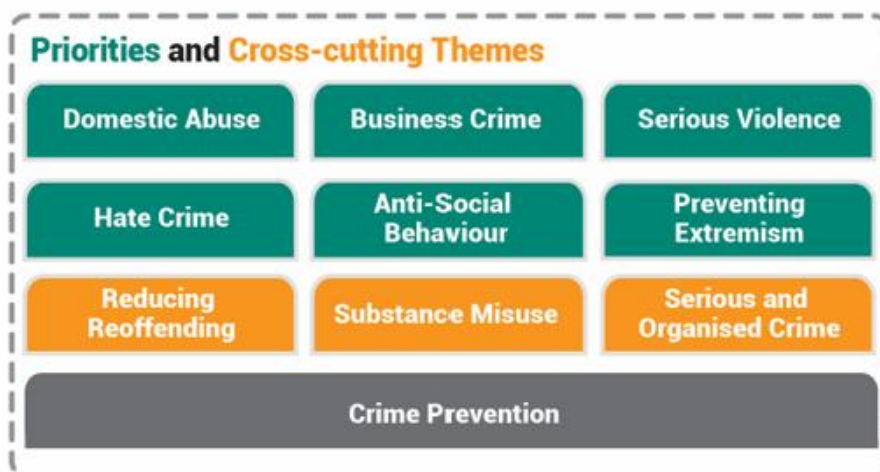 Priorities and Cross-cutting Themes
Domestic Abuse
Business Crime
Serious Violence
Hate Crime
Anti-Social
Behaviour
Preventing
Extremism
Reducing
Reoffending
Substance Misuse
Serious and
Organised Crime
Crime Prevention